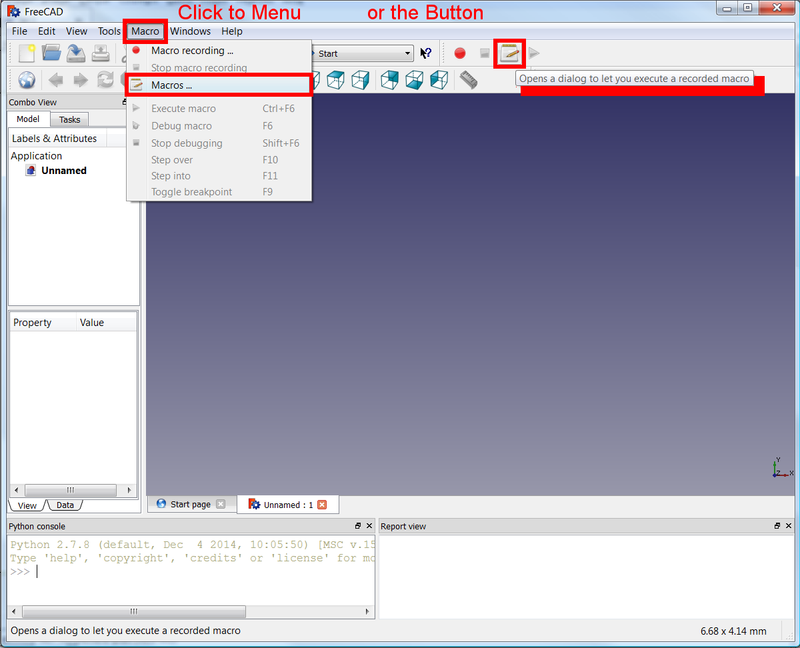 FreeCAD
Click to Menu or the Button
File Edit View Tools Macro Windows Help
Macro recording ...
Stop macro recording
Macros ...
Execute macro Ctrl+F6
Debug macro F6
Stop debugging Shift+F6
Step over F10
Step into F11
Toggle breakpoint F9
Start
Opens a dialog to let you execute a recorded macro
Combo View
Model Tasks
Labels & Attributes
Application
Unnamed
Property Value
View Data
Y
Z X
Start page Unnamed : 1
Python console
Python 2.7.8 (default, Dec 4 2014, 10:05:50) [MSC v.15
Type 'help', 'copyright', 'credits' or 'license' for mo
>>>
Report view
Opens a dialog to let you execute a recorded macro 6.68 x 4.14 mm